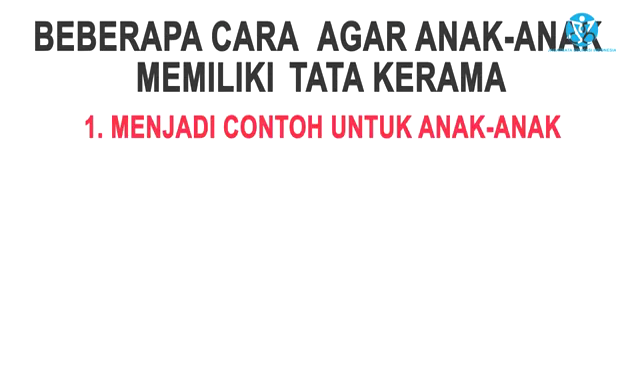 BEBERAPA CARA AGAR ANAK-ANAK
MEMILIKI TATA KERAMA
1. MENJADI CONTOH UNTUK ANAK-ANAK